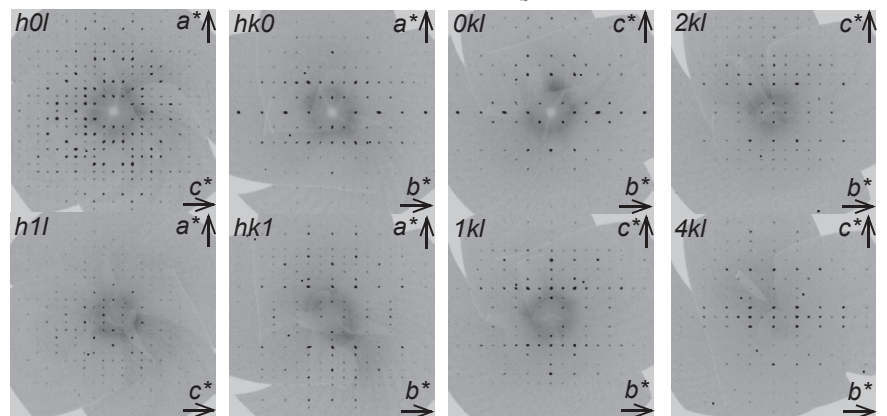 h0l a* hk0 a* 0kl c* 2kl c*
c* b* b* b*
h1l a* hk1 a* 1kl c* 4kl c*
c* b* b* b*